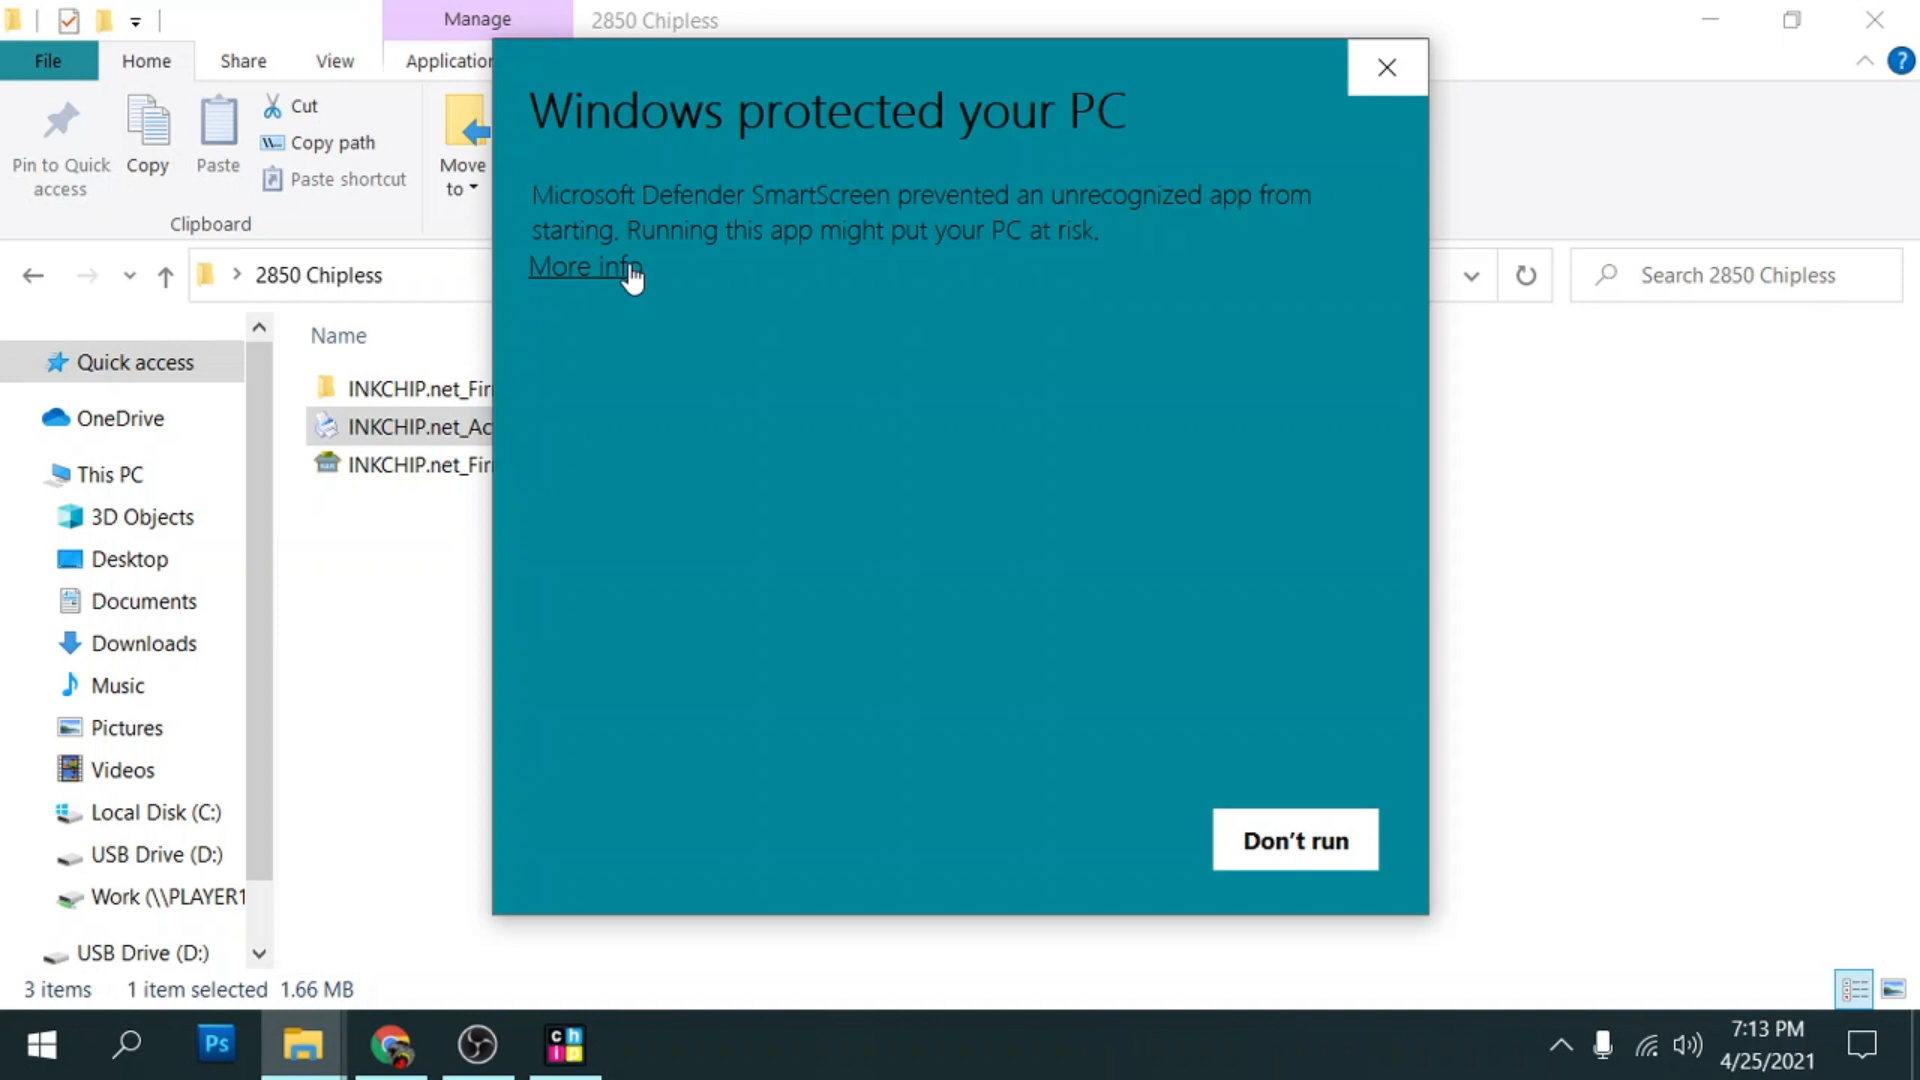 Manage
2850 Chipless
File
Home
Share
View
Application
Pin to Quick
access
Copy
Paste
Cut
Copy path
Paste shortcut
Move
to
Clipboard
Windows protected your PC
Microsoft Defender SmartScreen prevented an unrecognized app from
starting. Running this app might put your PC at risk.
More info
Don't run
2850 Chipless
Search 2850 Chipless
Name
INKCHIP.net_Fir
INKCHIP.net_Ac
INKCHIP.net_Fir
Quick access
OneDrive
This PC
3D Objects
Desktop
Documents
Downloads
Music
Pictures
Videos
Local Disk (C:)
USB Drive (D:)
Work (\\PLAYER1
USB Drive (D:)
3 items
1 item selected 1.66 MB
Ps
ch
ip
7:13 PM
4/25/2021